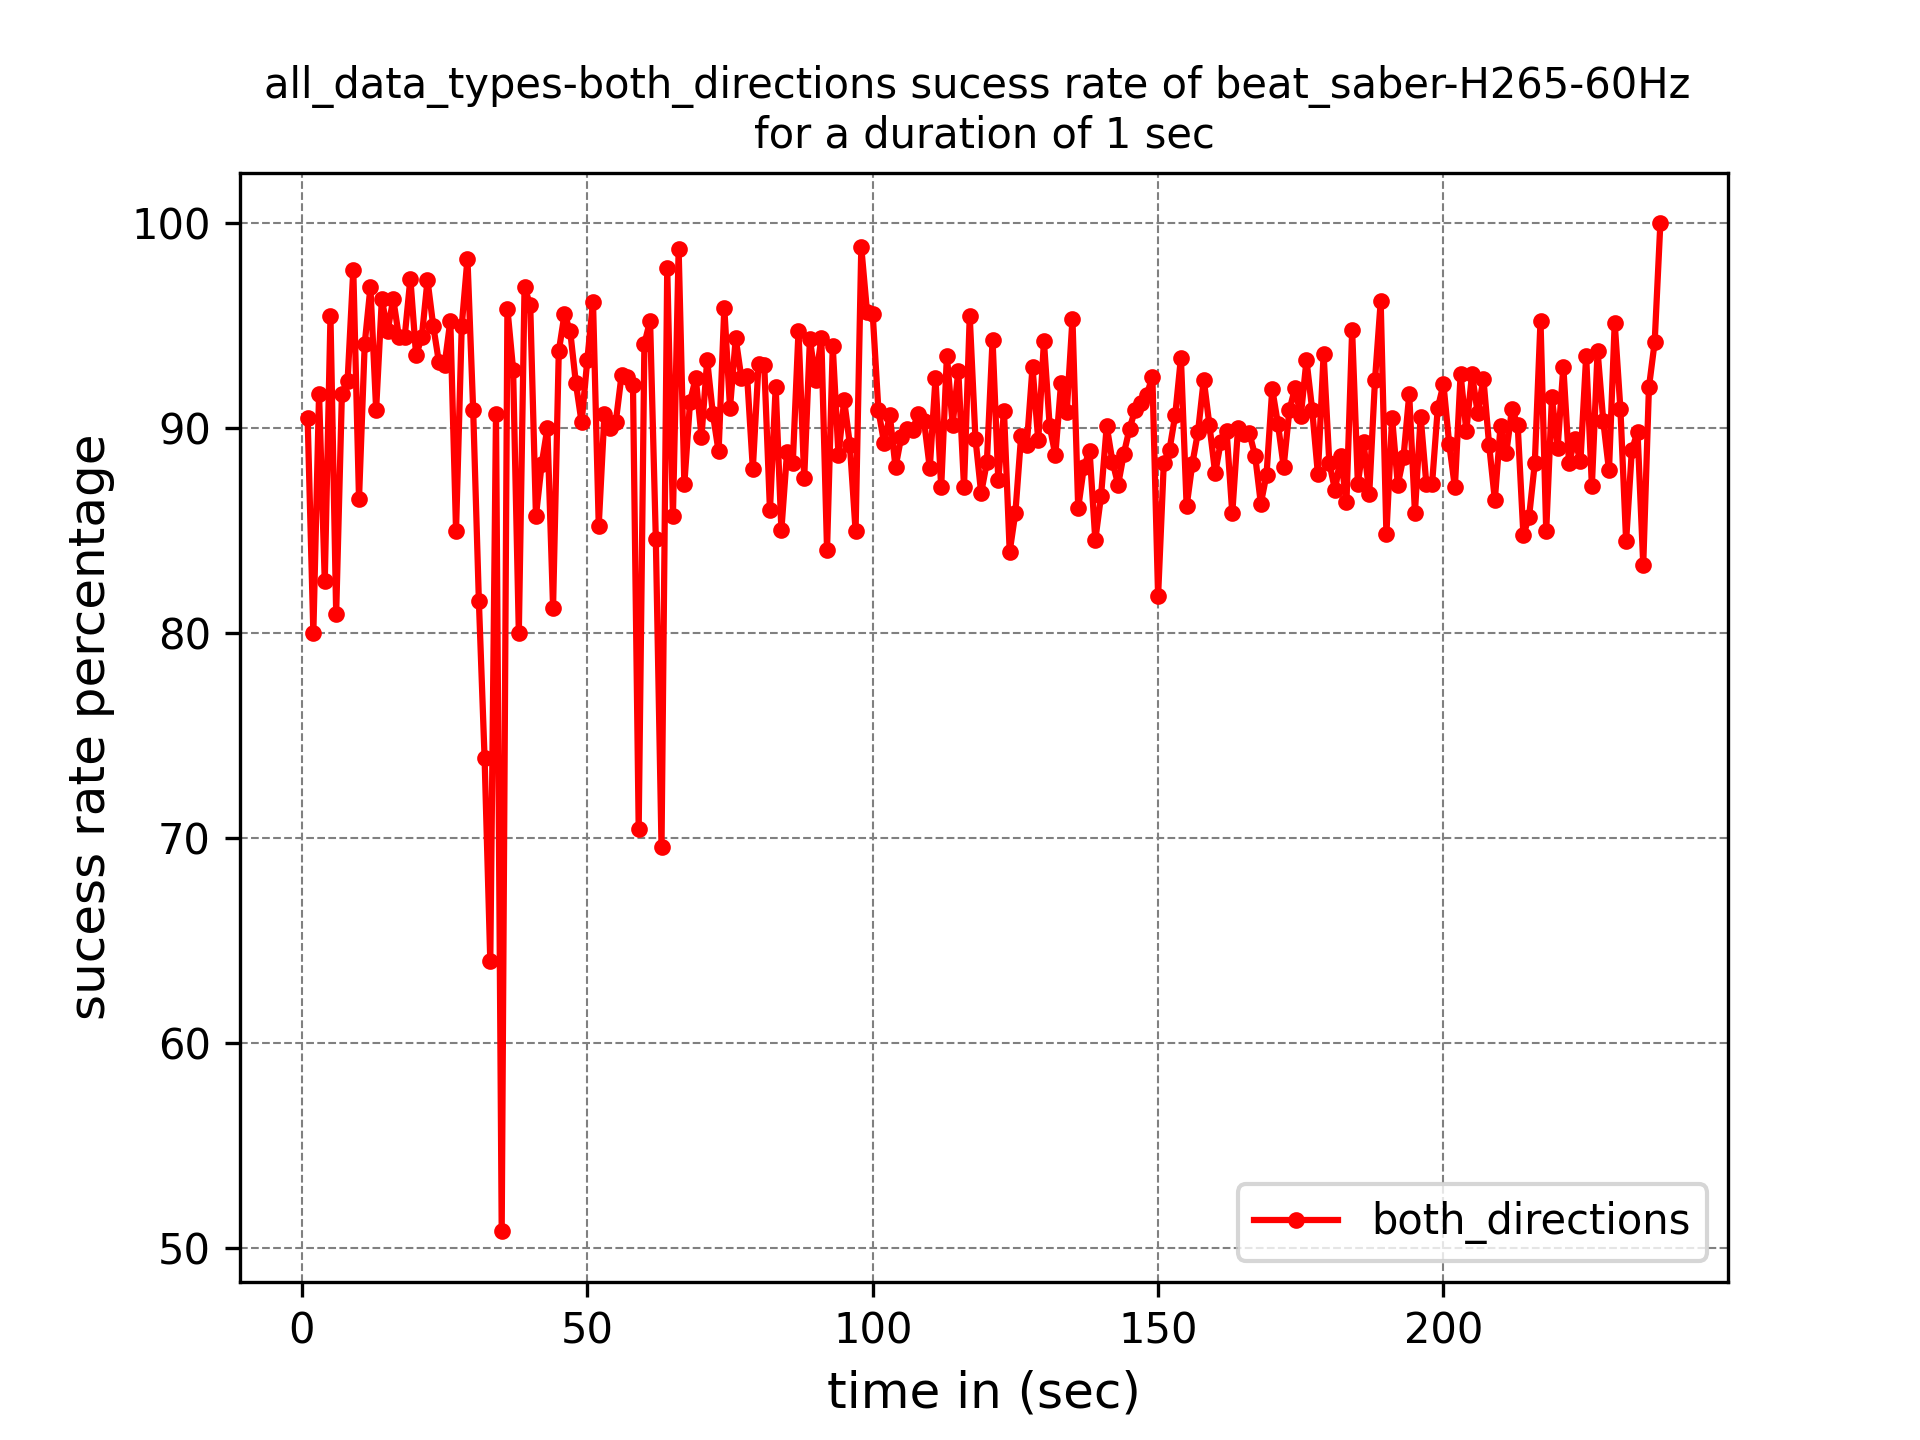 all_data_types-both_directions sucess rate of beat_saber-H265-60Hz
for a duration of 1 sec
sucess rate percentage
100
90
80
70
60
50
both_directions
0 50 100 150 200
time in (sec)